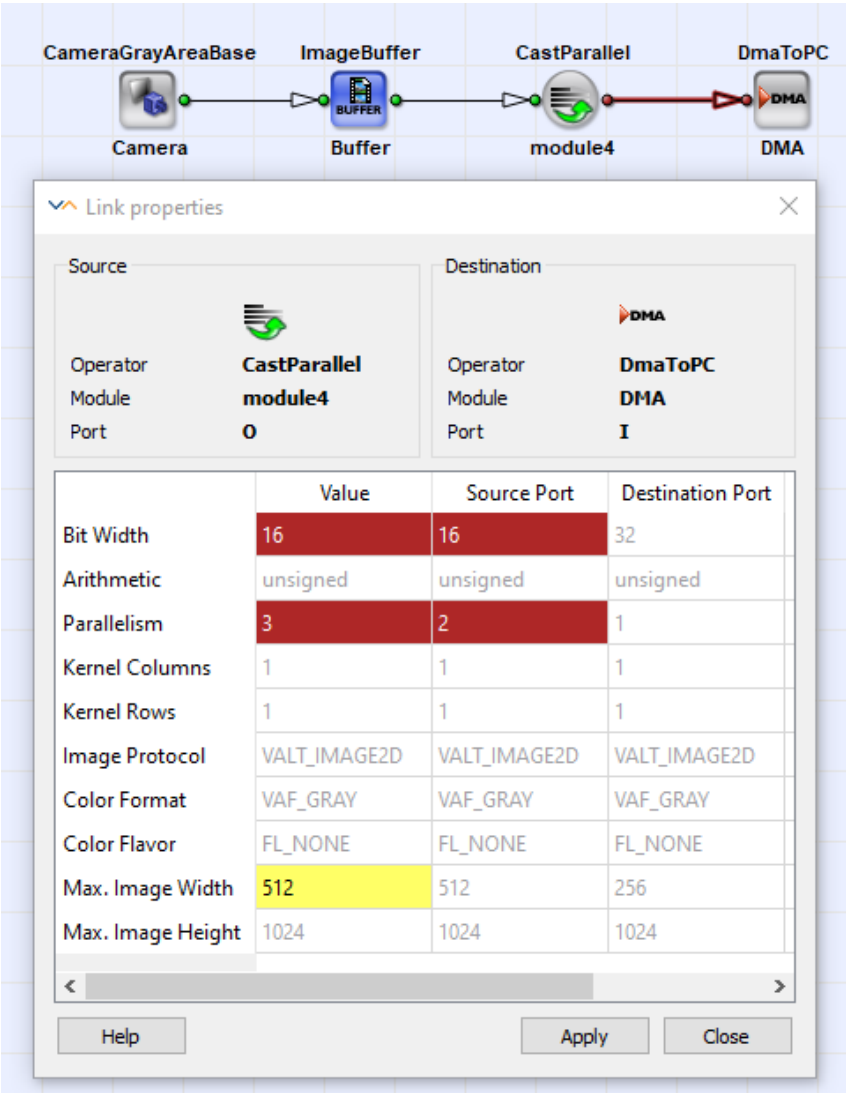 CameraGrayAreaBase ImageBuffer CastParallel DmaToPC
BUFFER DMA
Camera Buffer module4 DMA
Link properties
Source Destination
DMA
Operator CastParallel Operator DmaToPC
Module module4 Module DMA
Port O Port I
Value Source Port Destination Port
Bit Width 16 16 32
Arithmetic unsigned unsigned unsigned
Parallelism 3 2 1
Kernel Columns 1 1 1
Kernel Rows 1 1 1
Image Protocol VALT_IMAGE2D VALT_IMAGE2D VALT_IMAGE2D
Color Format VAF_GRAY VAF_GRAY VAF_GRAY
Color Flavor FL_NONE FL_NONE FL_NONE
Max. Image Width 512 512 256
Max. Image Height 1024 1024 1024
Help Apply Close